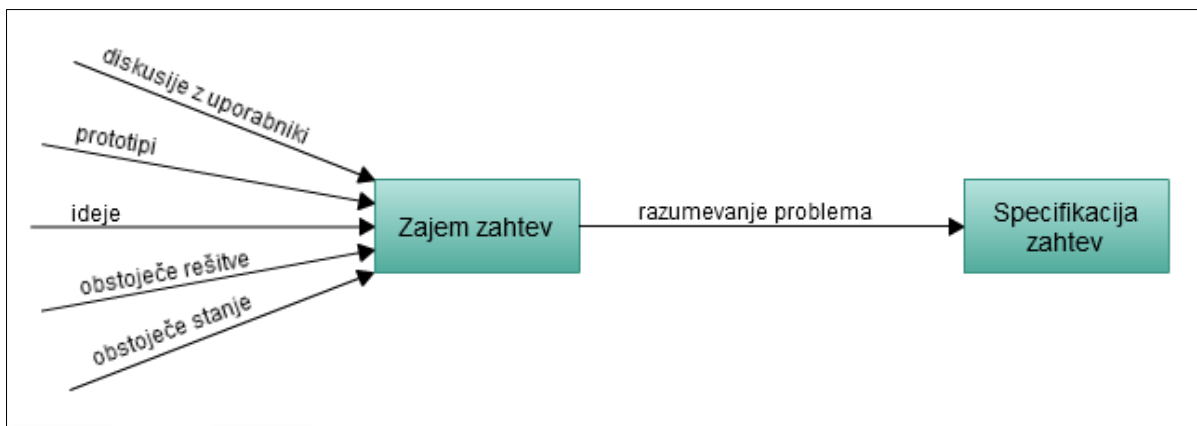 diskusije z uporabniki
prototipi
ideje
obstoječe rešitve
obstoječe stanje
Zajem zahtev
razumevanje problema
Specifikacija
zahtev